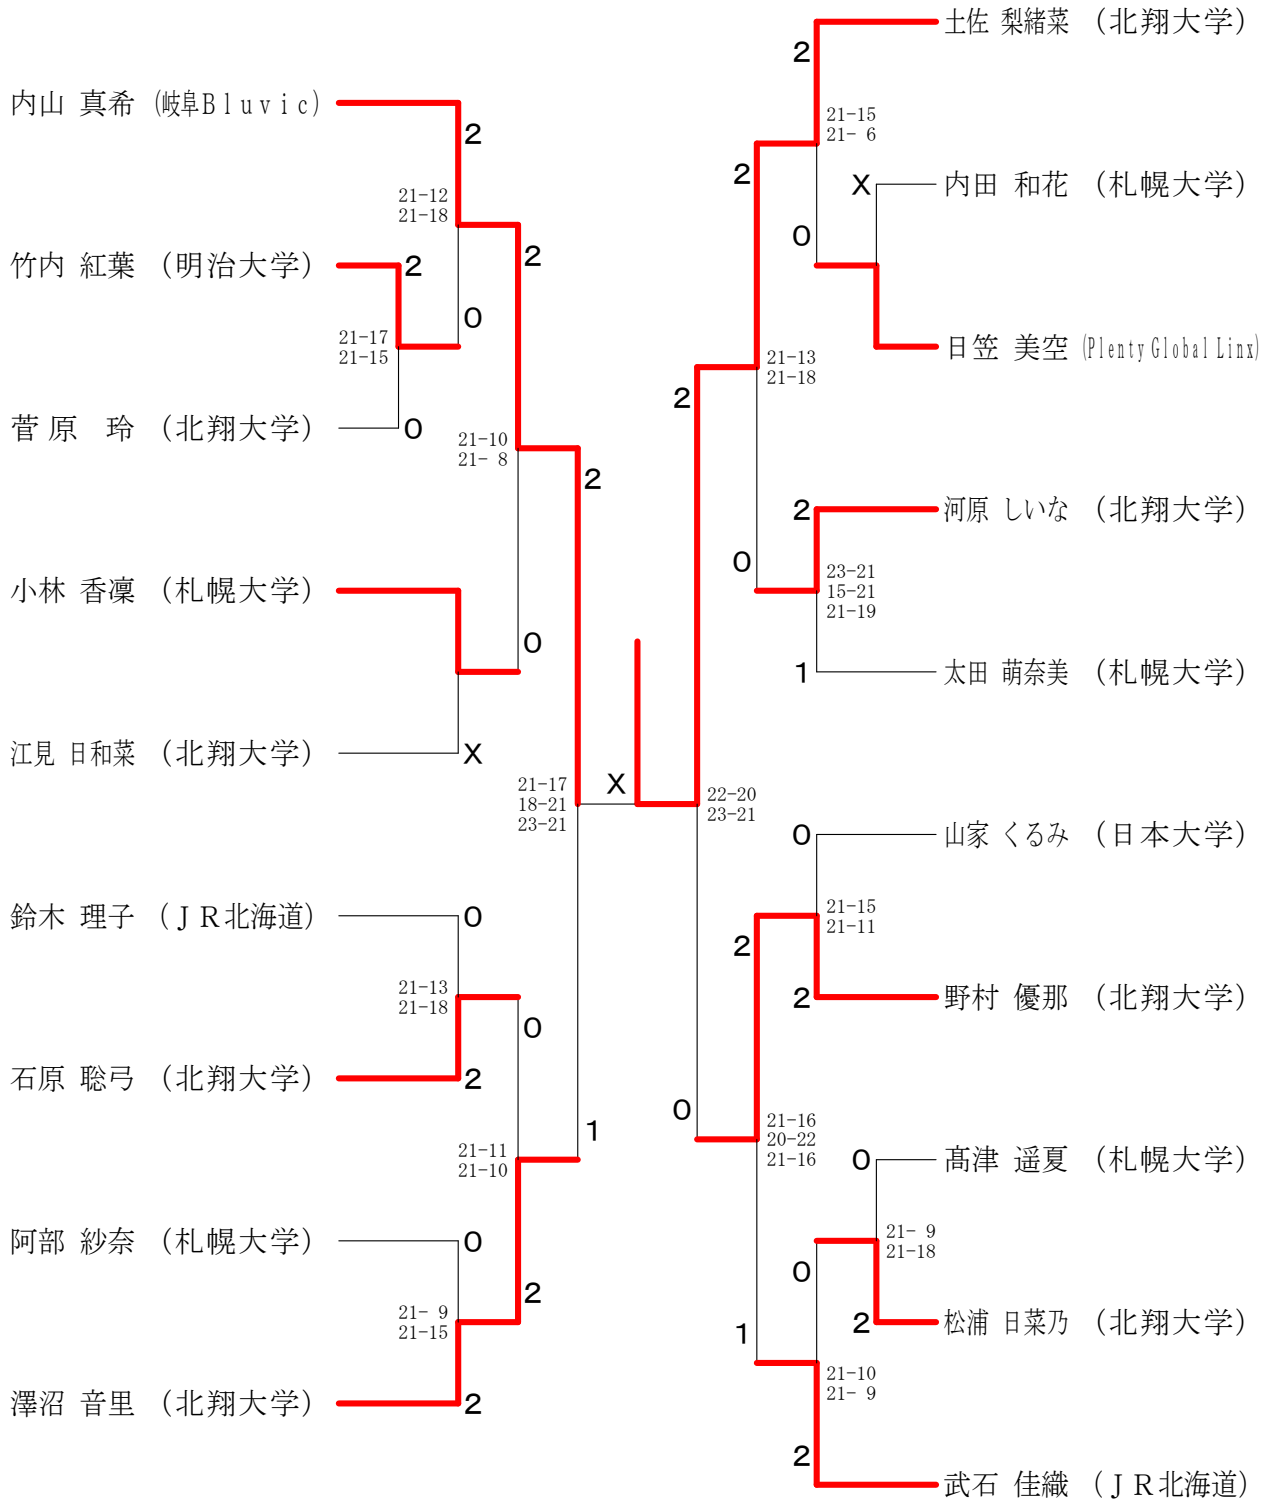 内山 真希 (岐阜Bluvic)
2
21-12
21-18
竹内 紅葉 (明治大学)
2
2
0
21-17
21-15
菅原 玲 (北翔大学)
0
21-10
21- 8
2
小林 香凜 (札幌大学)
0
江見 日和菜 (北翔大学)
X
21-17
18-21
23-21
X
鈴木 理子 (JR北海道)
0
21-13
21-18
0
石原 聡弓 (北翔大学)
2
1
21-11
21-10
阿部 紗奈 (札幌大学)
0
2
21- 9
21-15
澤沼 音里 (北翔大学)
2
土佐 梨緒菜 (北翔大学)
2
21-15
21- 6
2
X
内田 和花 (札幌大学)
0
日笠 美空 (Plenty Global Linx)
21-13
21-18
2
2
河原 しいな (北翔大学)
0
23-21
15-21
21-19
1
太田 萌奈美 (札幌大学)
22-20
23-21
0
山家 くるみ (日本大学)
21-15
21-11
2
2
野村 優那 (北翔大学)
0
21-16
20-22
21-16
0
髙津 遥夏 (札幌大学)
21- 9
21-18
0
2
松浦 日菜乃 (北翔大学)
1
21-10
21- 9
2
武石 佳織 (JR北海道)